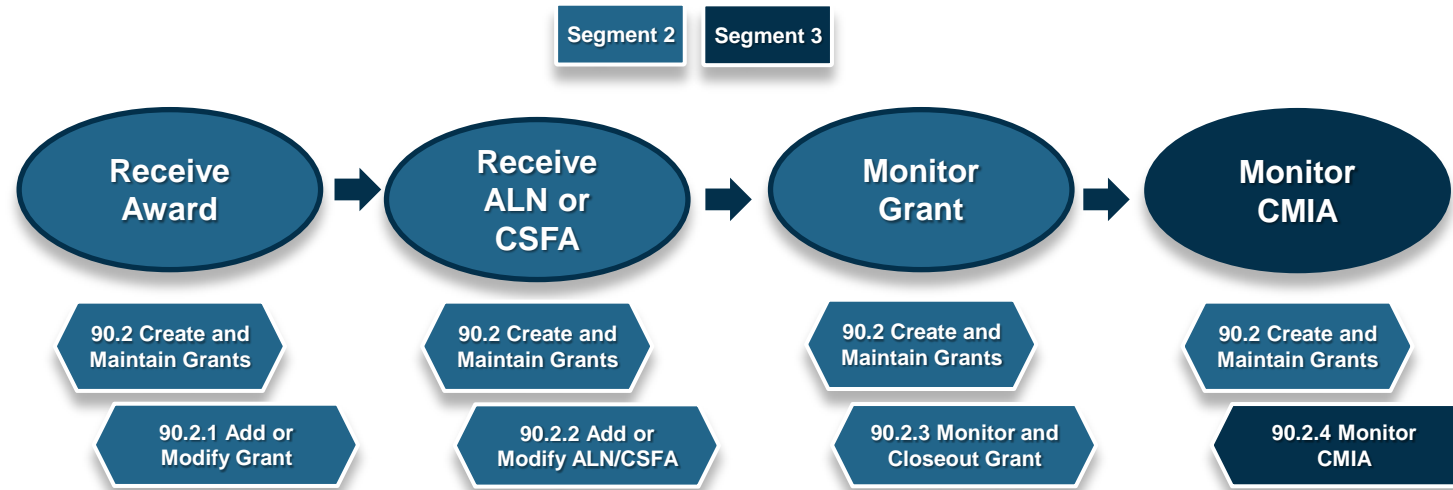 Segment 2
Segment 3
Receive
Award
Receive
ALN or
CSFA
Monitor
Grant
Monitor
CMIA
90.2 Create and
Maintain Grants
90.2 Create and
Maintain Grants
90.2 Create and
Maintain Grants
90.2 Create and
Maintain Grants
90.2.1 Add or
Modify Grant
90.2.2 Add or
Modify ALN/CSFA
90.2.3 Monitor and
Closeout Grant
90.2.4 Monitor
CMIA